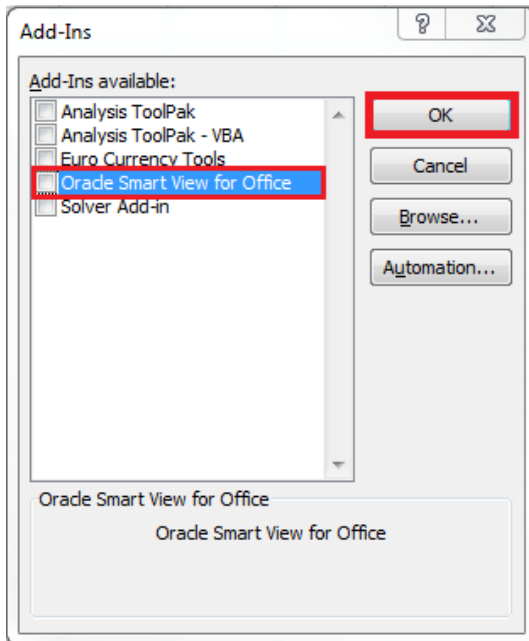 Add-Ins
Add-Ins available:
Analysis ToolPak
Analysis ToolPak - VBA
Euro Currency Tools
Oracle Smart View for Office
Solver Add-in
OK
Cancel
Browse...
Automation...
Oracle Smart View for Office
Oracle Smart View for Office